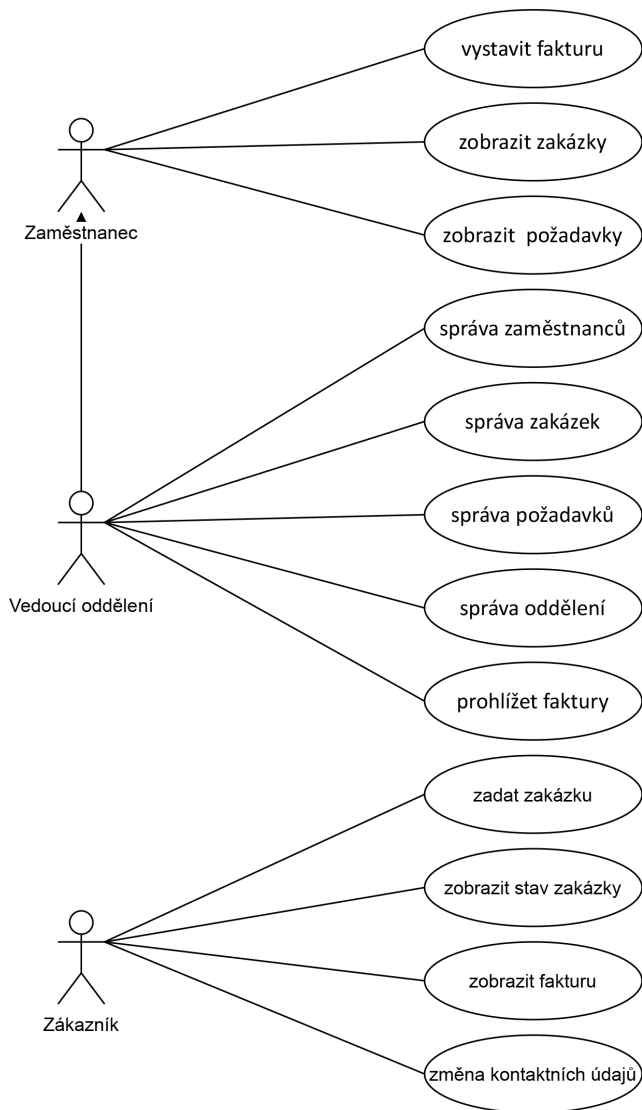 vystavit fakturu
zobrazit zakázky
Zaměstnanec
zobrazit požadavky
správa zaměstnanců
správa zakázek
správa požadavků
Vedoucí oddělení
správa oddělení
prohlížet faktury
zadat zakázku
zobrazit stav zakázky
zobrazit fakturu
Zákazník
změna kontaktních údajů